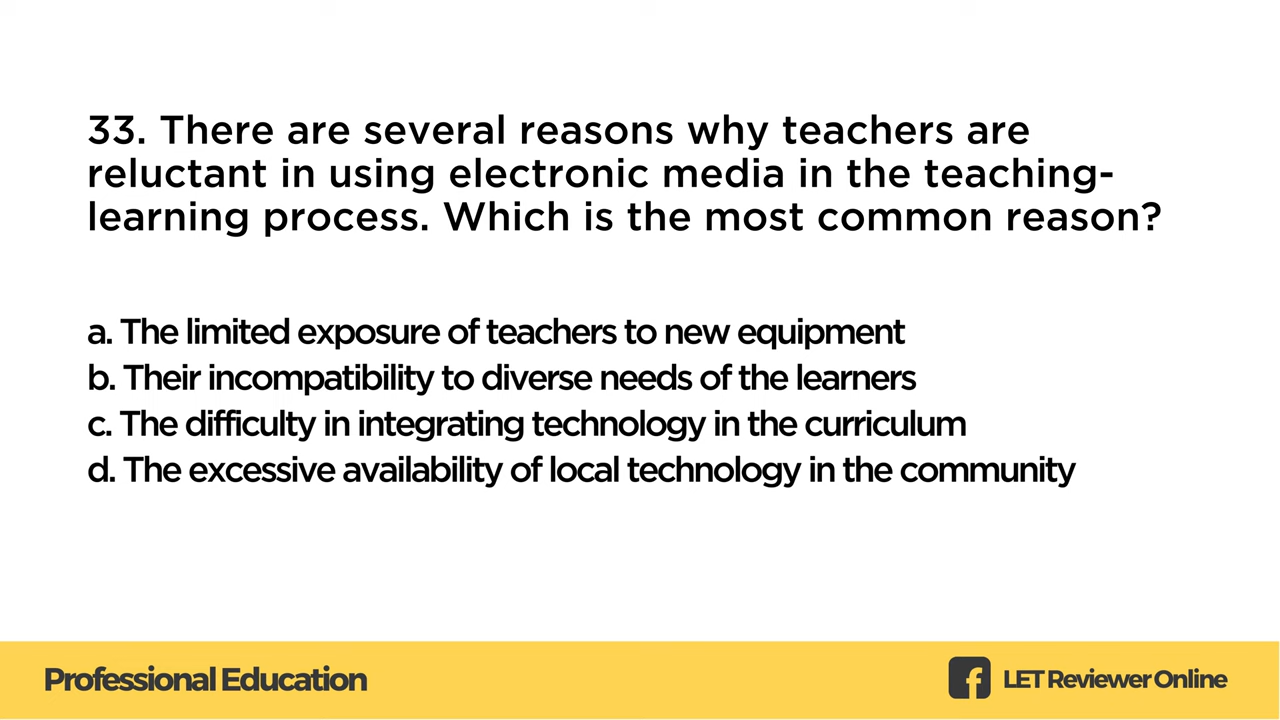 33. There are several reasons why teachers are
reluctant in using electronic media in the teaching-
learning process. Which is the most common reason?
a. The limited exposure of teachers to new equipment
b. Their incompatibility to diverse needs of the learners
c. The difficulty in integrating technology in the curriculum
d. The excessive availability of local technology in the community
Professional Education
LET Reviewer Online